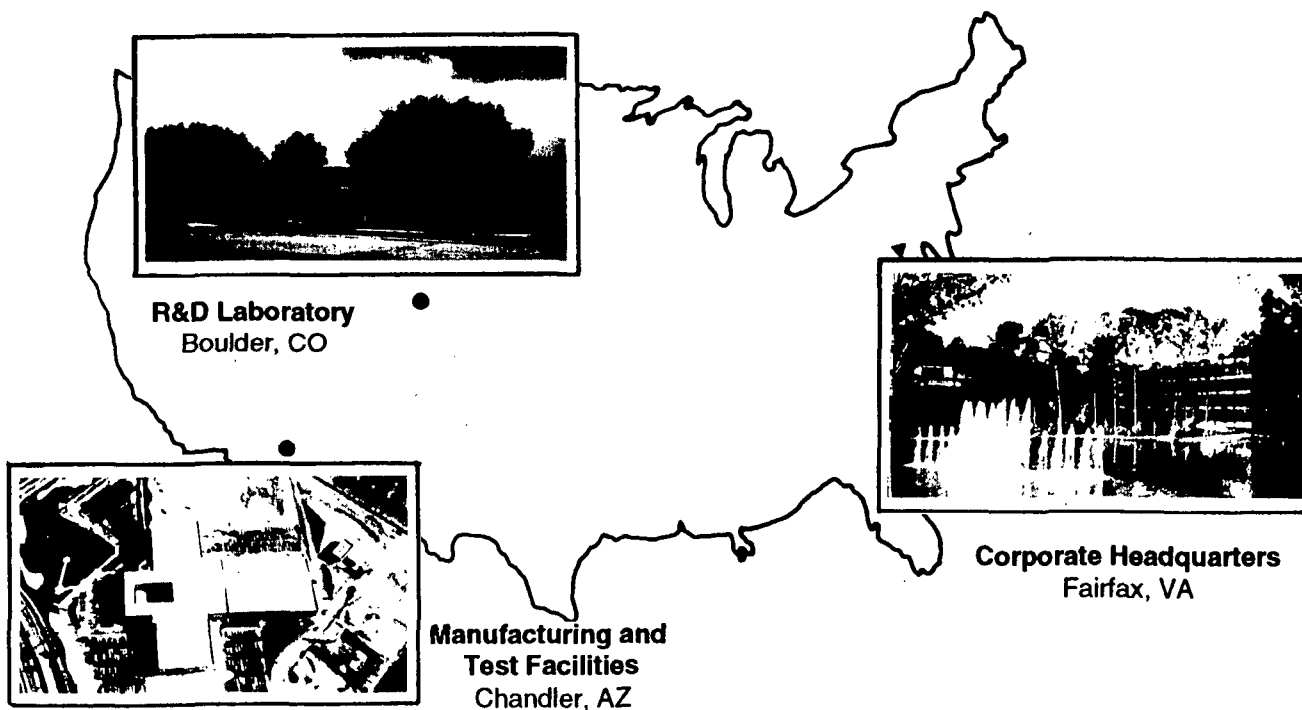 R&D Laboratory
Boulder, CO
Corporate Headquarters
Fairfax, VA
Manufacturing and
Test Facilities
Chandler, AZ